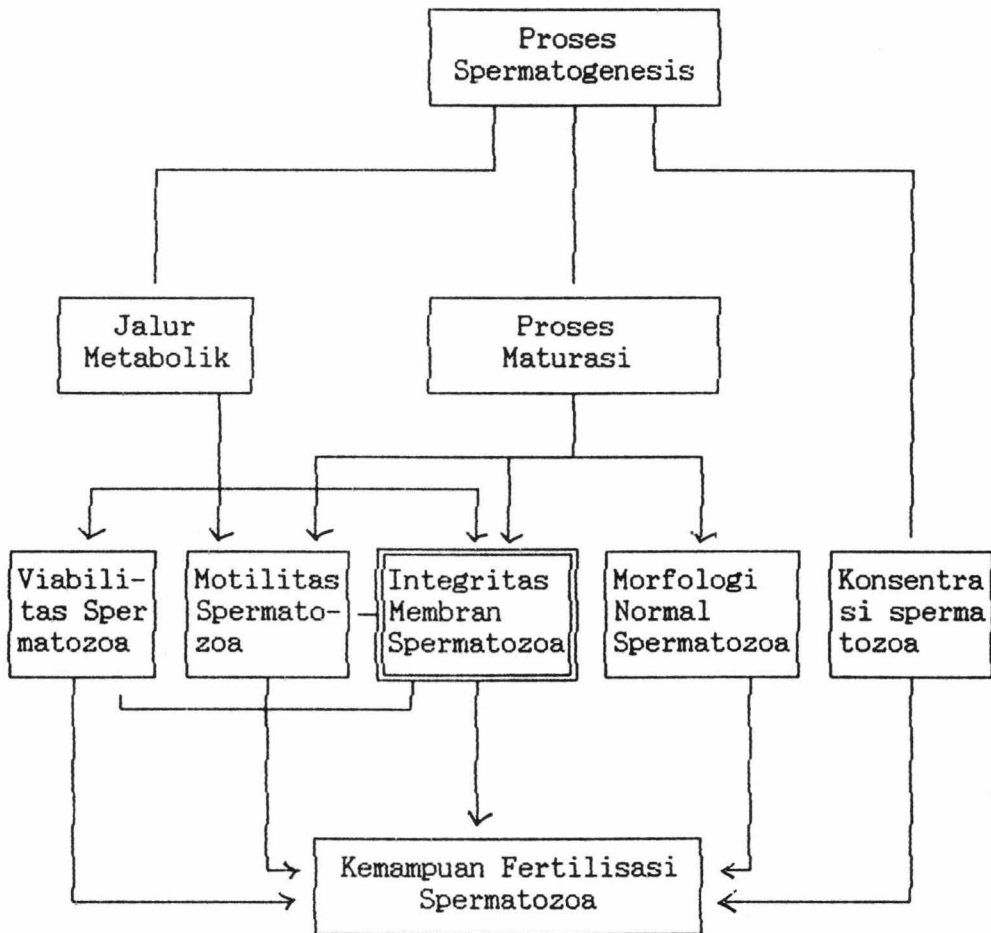 Proses
Spermatogenesis
Jalur
Metabolik
Proses
Maturasi
Viabili-
tas Sper
matozoa
Motilitas
Spermato-
zoa
Integritas
Membran
Spermatozoa
Morfologi
Normal
Spermatozoa
Konsentra
si sperma
tozoa
Kemampuan Fertilisasi
Spermatozoa